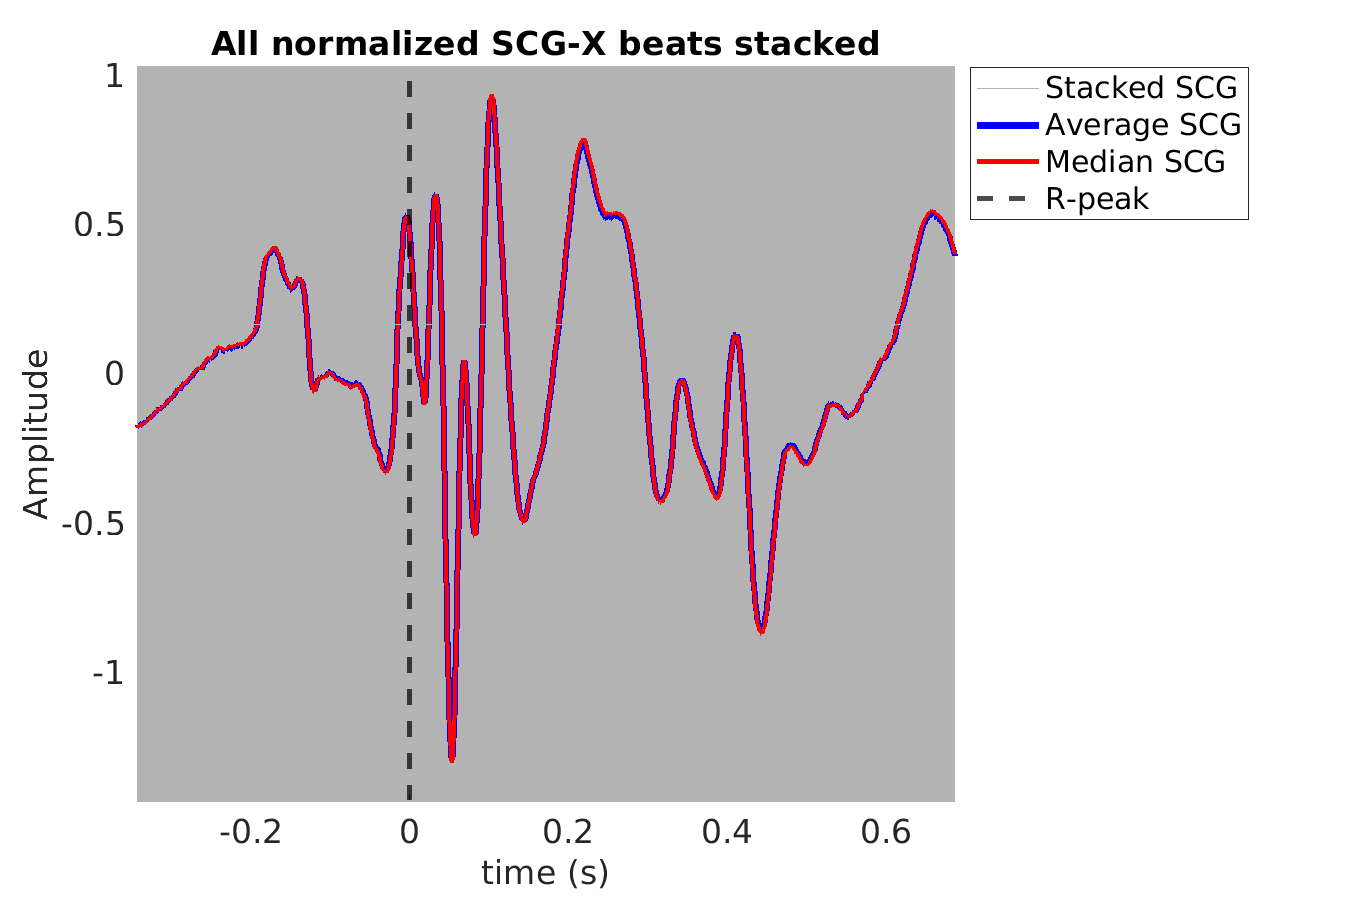 All normalized SCG-X beats stacked
Stacked SCG
Average SCG
Median SCG
R-peak
1
0.5
0
-0.5
-1
Amplitude
-0.2 0 0.2 0.4 0.6
time (s)